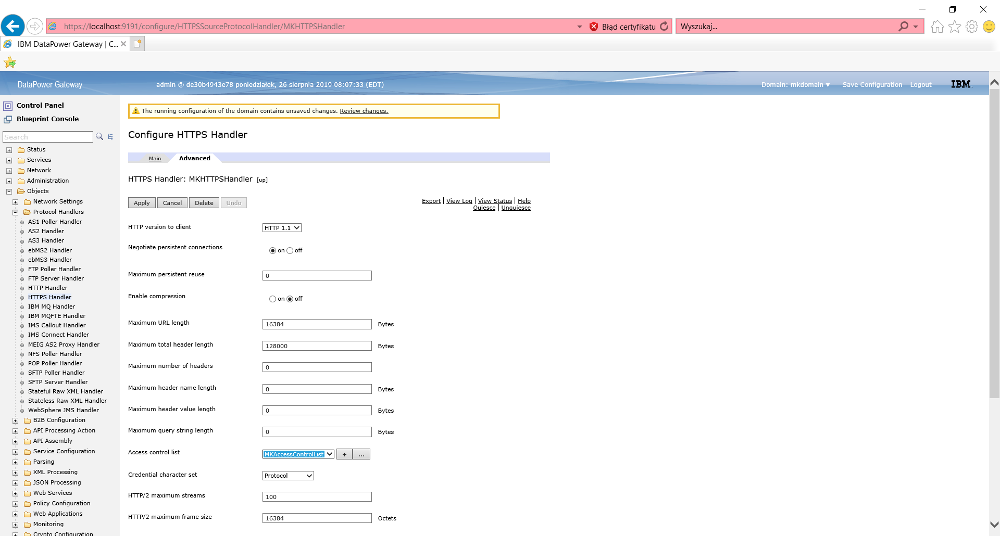 https://localhost:9191/configure/HTTPSSourceProtocolHandler/MKHTTPSHandler
Błąd certyfikatu
Wyszukaj...
IBM DataPower Gateway | C...
DataPower Gateway
admin @ de30b4943e78 poniedziałek, 26 sierpnia 2019 08:07:33 (EDT)
Domain: mkdomain
Save Configuration
Logout
IBM.
Control Panel
Blueprint Console
Search
Status
Services
Network
Administration
Objects
Network Settings
Protocol Handlers
AS1 Poller Handler
AS2 Handler
AS3 Handler
ebMS2 Handler
ebMS3 Handler
FTP Poller Handler
FTP Server Handler
HTTP Handler
HTTPS Handler
IBM MQ Handler
IBM MQFTE Handler
IMS Callout Handler
IMS Connect Handler
MEIG AS2 Proxy Handler
NFS Poller Handler
POP Poller Handler
SFTP Poller Handler
SFTP Server Handler
Stateful Raw XML Handler
Stateless Raw XML Handler
WebSphere JMS Handler
B2B Configuration
API Processing Action
API Assembly
Service Configuration
Parsing
XML Processing
JSON Processing
Web Services
Policy Configuration
Web Applications
Monitoring
Crypto Configuration
The running configuration of the domain contains unsaved changes. Review changes.
Configure HTTPS Handler
Main
Advanced
HTTPS Handler: MKHTTPSHandler [up]
Apply
Cancel
Delete
Undo
Export | View Log | View Status | Help
Quiesce | Unquiesce
HTTP version to client
HTTP 1.1
Negotiate persistent connections
on off
Maximum persistent reuse
0
Enable compression
on off
Maximum URL length
16384
Bytes
Maximum total header length
128000
Bytes
Maximum number of headers
0
Maximum header name length
0
Bytes
Maximum header value length
0
Bytes
Maximum query string length
0
Bytes
Access control list
MKAccessControlList
+
...
Credential character set
Protocol
HTTP/2 maximum streams
100
HTTP/2 maximum frame size
16384
Octets